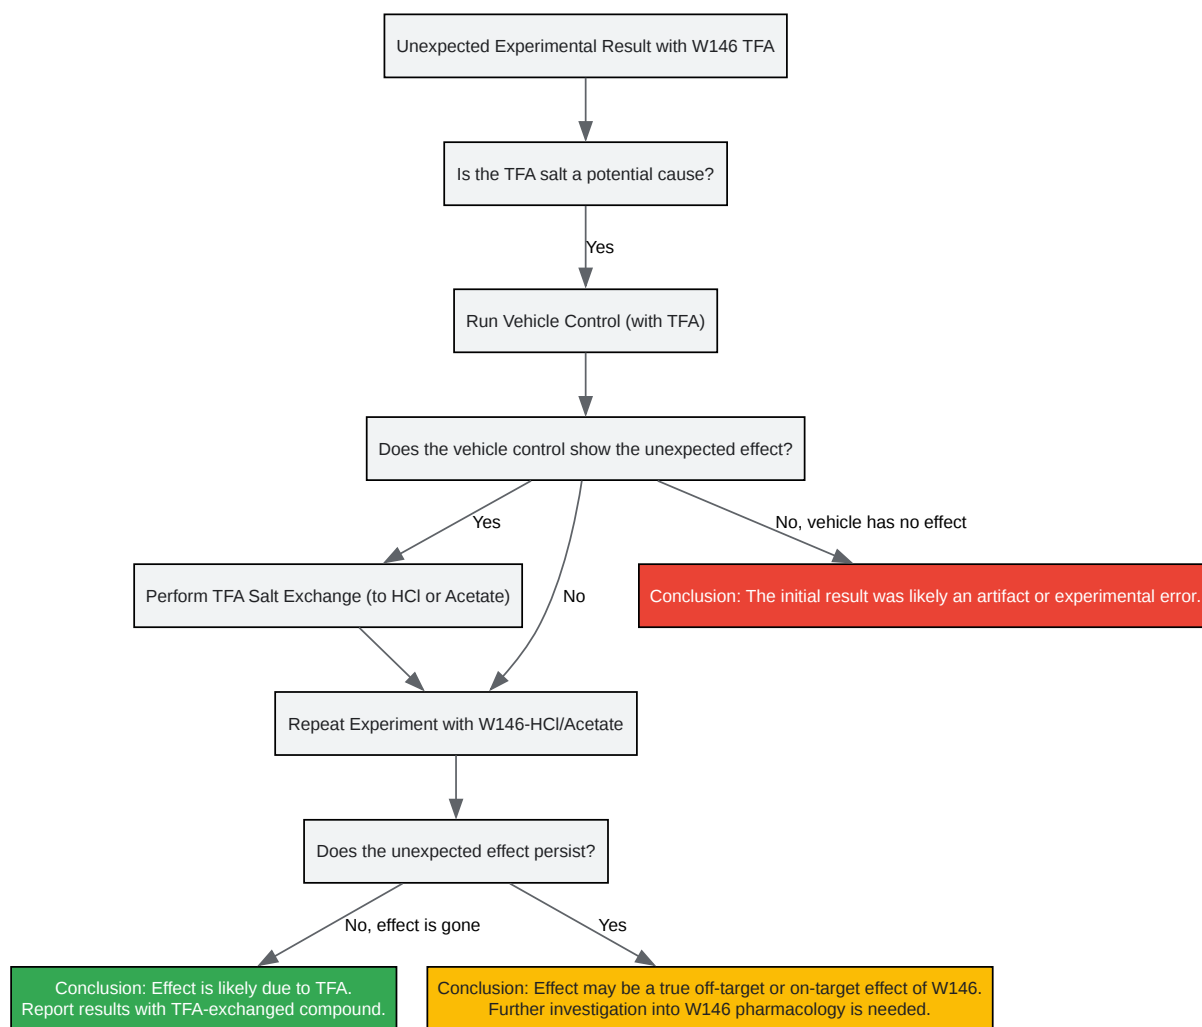 Unexpected Experimental Result with W146 TFA
Is the TFA salt a potential cause?
Yes
Run Vehicle Control (with TFA)
Does the vehicle control show the unexpected effect?
Yes
No, vehicle has no effect
Perform TFA Salt Exchange (to HCl or Acetate)
No
Conclusion: The initial result was likely an artifact or experimental error.
Repeat Experiment with W146-HCl/Acetate
Does the unexpected effect persist?
No, effect is gone
Yes
Conclusion: Effect is likely due to TFA.
Report results with TFA-exchanged compound.
Conclusion: Effect may be a true off-target or on-target effect of W146.
Further investigation into W146 pharmacology is needed.